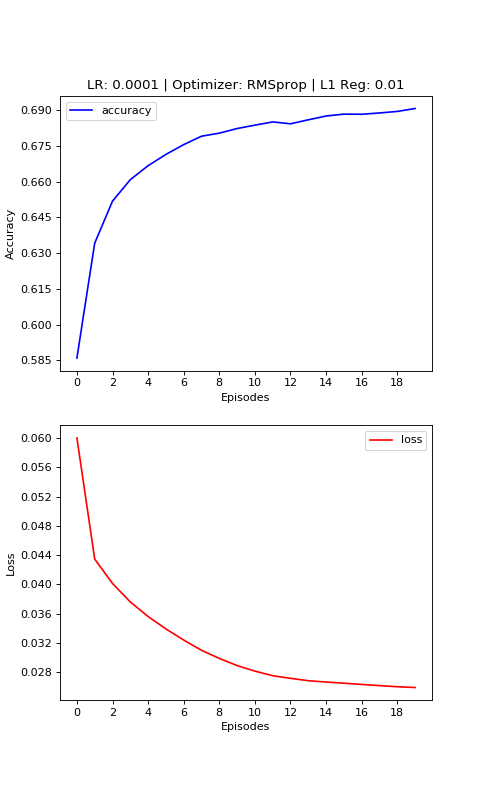 LR: 0.0001 | Optimizer: RMSprop | L1 Reg: 0.01
accuracy
0.690
0.675
0.660
0.645
0.630
0.615
0.600
0.585
Accuracy
0 2 4 6 8 10 12 14 16 18
Episodes
loss
0.060
0.056
0.052
0.048
0.044
0.040
0.036
0.032
0.028
Loss
0 2 4 6 8 10 12 14 16 18
Episodes